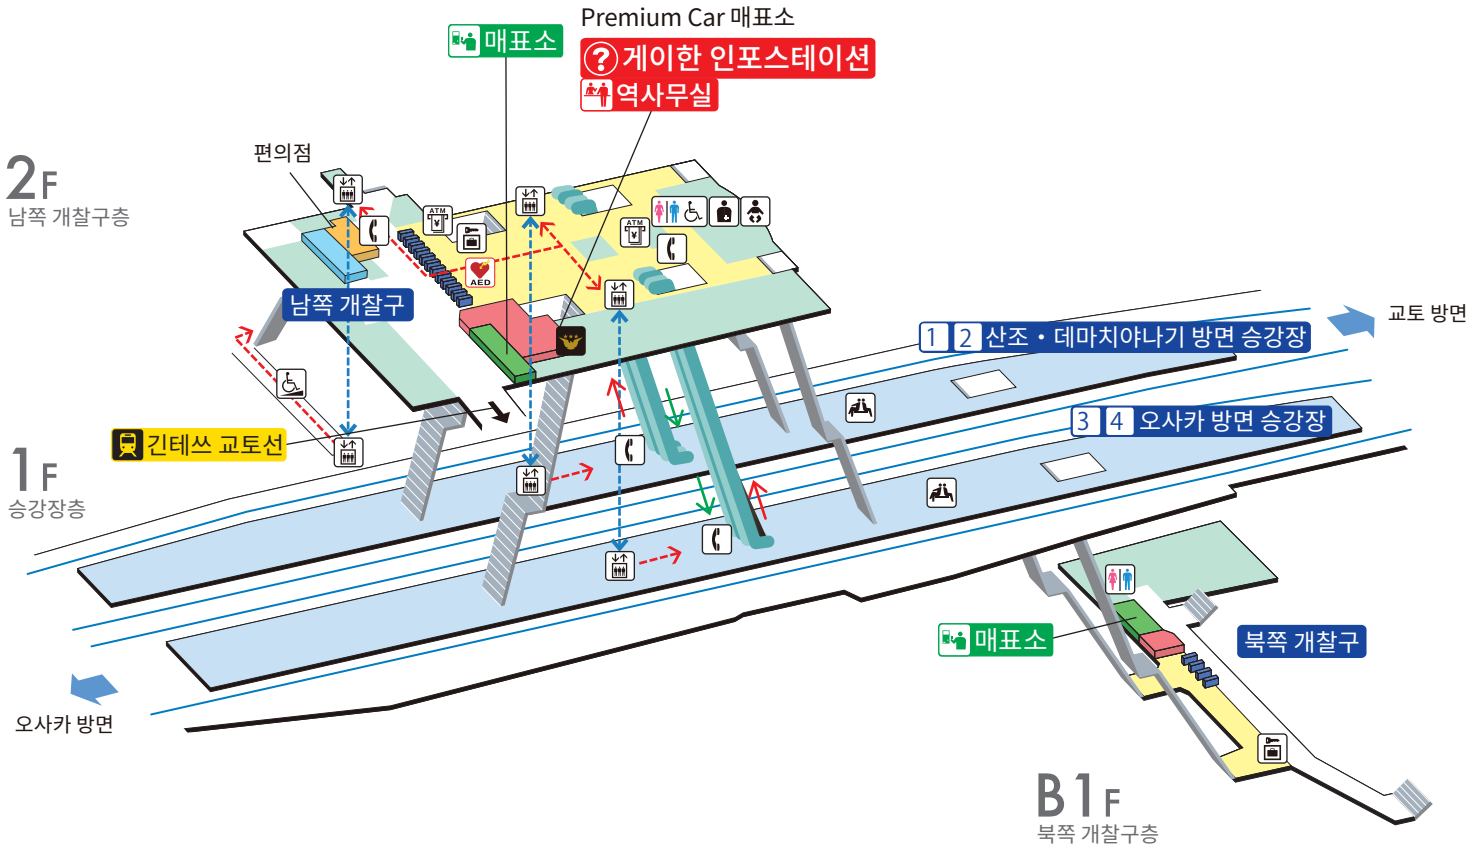 Premium Car 매표소
매표소
? 게이한 인포스테이션
역사무실
편의점
2F
남쪽 개찰구층
ATM
¥
ATM
¥
AED
남쪽 개찰구
교토 방면
1 2 산조・데마치야나기 방면 승강장
3 4 오사카 방면 승강장
긴테쓰 교토선
1F
승강장층
매표소
북쪽 개찰구
오사카 방면
B1F
북쪽 개찰구층